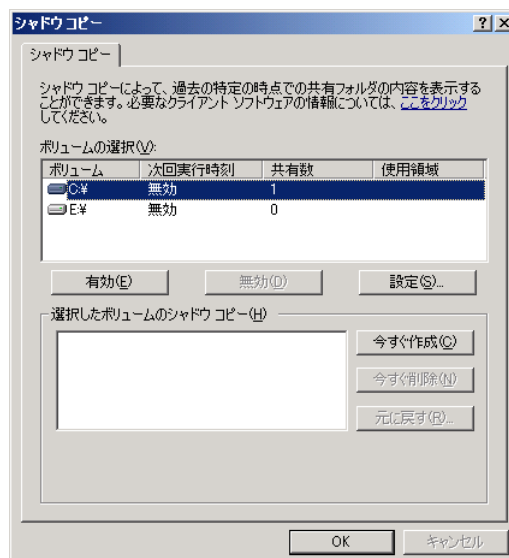 シャドウ コピー
シャドウ コピー
シャドウ コピーによって、過去の特定の時点での共有フォルダの内容を表示する
ことができます。必要なクライアント ソフトウェアの情報については、ここをクリック
してください。
ボリュームの選択(V):
ボリューム 次回実行時刻 共有数 使用領域
C:¥ 無効 1
E:¥ 無効 0
有効(E) 無効(D) 設定(S)...
選択したボリュームのシャドウ コピー(H)
今すぐ作成(C)
今すぐ削除(N)
元に戻す(R)...
OK キャンセル